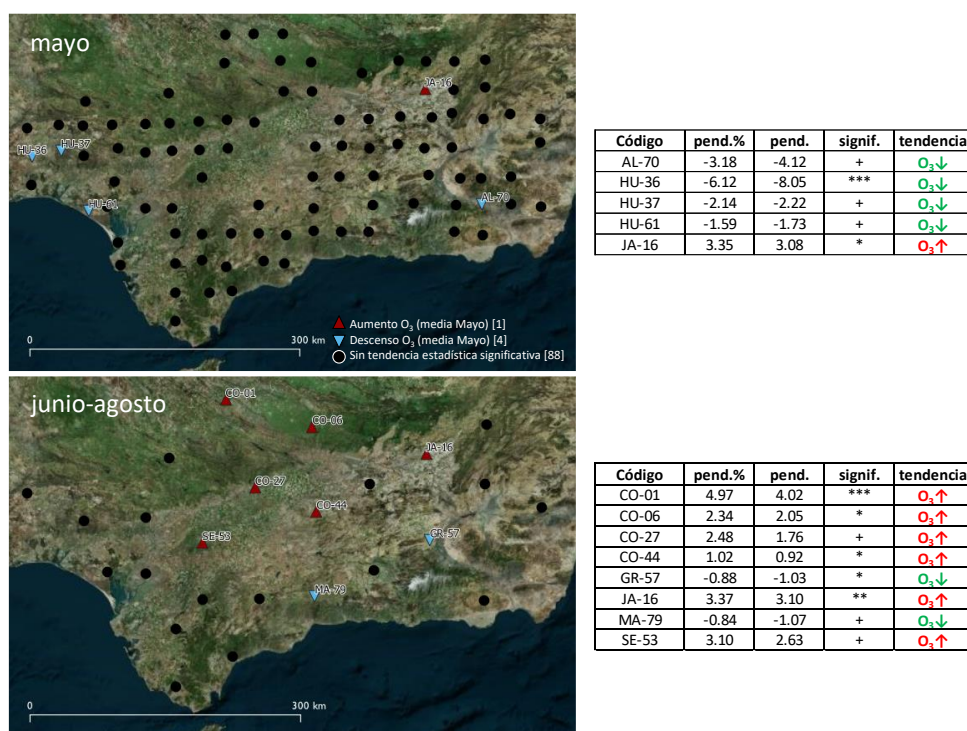 mayo
JA-16
HU-36
HU-37
HU-61
AL-70
Aumento O₃ (media Mayo) [1]
Descenso O₃ (media Mayo) [4]
Sin tendencia estadística significativa [88]
0 300 km
Código pend.% pend. signif. tendencia
AL-70 -3.18 -4.12 + O₃↓
HU-36 -6.12 -8.05 *** O₃↓
HU-37 -2.14 -2.22 + O₃↓
HU-61 -1.59 -1.73 + O₃↓
JA-16 3.35 3.08 * O₃↑
junio-agosto
CO-01
CO-06
JA-16
CO-27
CO-44
SE-53
GR-57
MA-79
0 300 km
Código pend.% pend. signif. tendencia
CO-01 4.97 4.02 *** O₃↑
CO-06 2.34 2.05 * O₃↑
CO-27 2.48 1.76 + O₃↑
CO-44 1.02 0.92 * O₃↑
GR-57 -0.88 -1.03 * O₃↓
JA-16 3.37 3.10 ** O₃↑
MA-79 -0.84 -1.07 + O₃↓
SE-53 3.10 2.63 + O₃↑